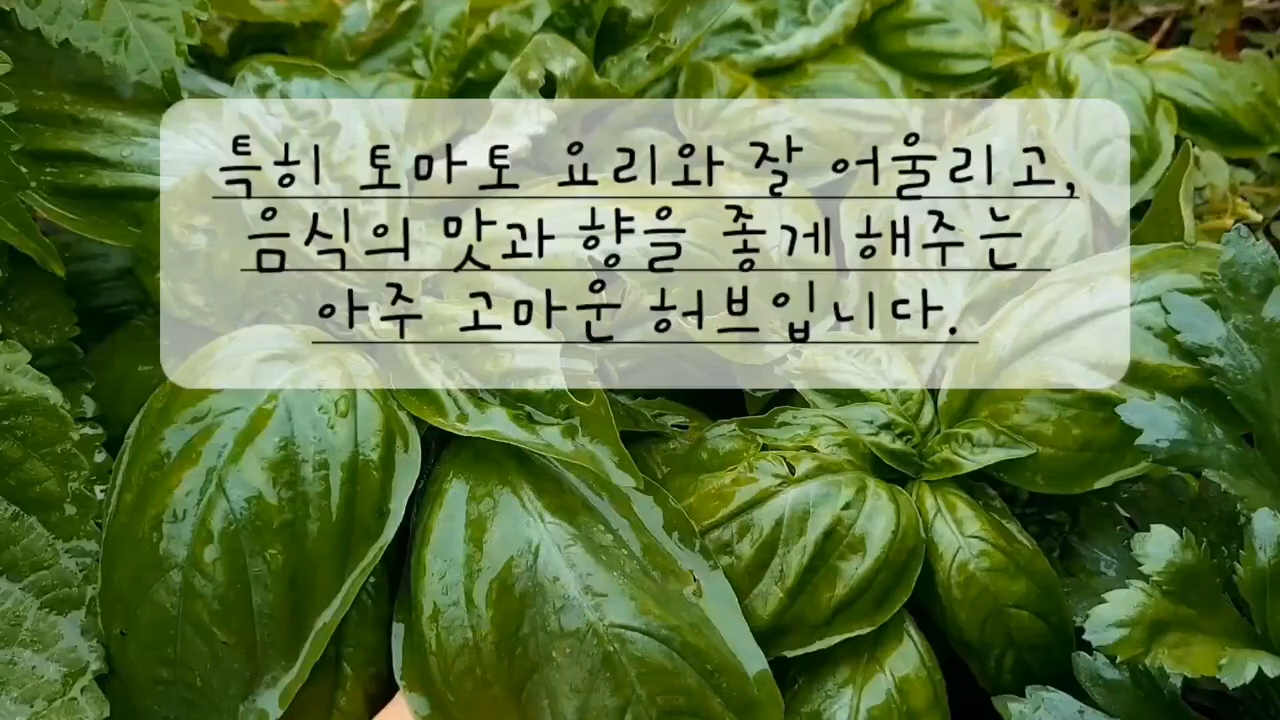 특히 토마토 요리와 잘 어울리고,
음식의 맛과 향을 좋게 해주는
아주 고마운 허브입니다.